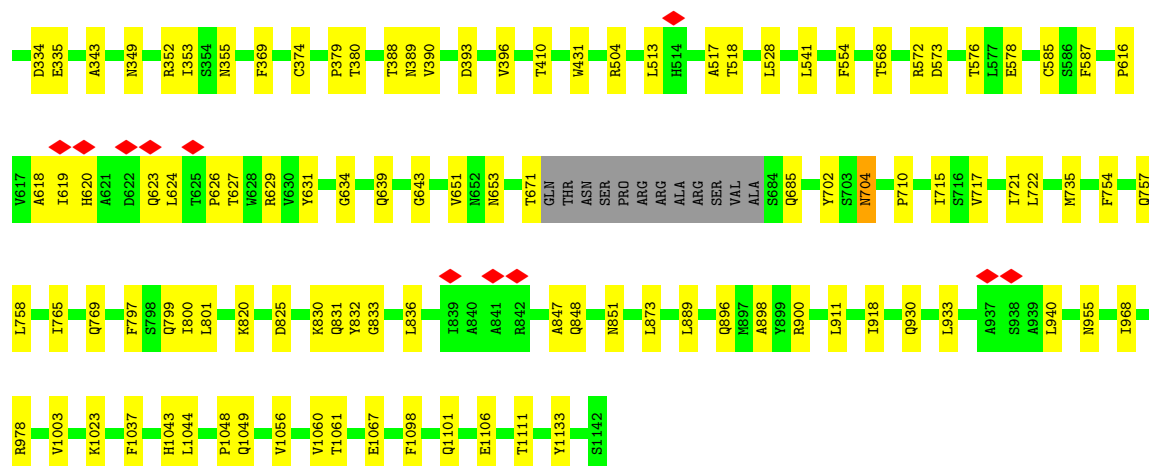 D334 E335 A343 N349 R352 I353 S354 N355 F369 C374 P379 T380 T388 N389 V390 D393 V396 T410 W431 R504 L513 H514 A517 T518 L528 L541 F554 T568 R572 D573 T576 L577 E578 C585 S586 F587 P616
V617 A618 I619 H620 A621 D622 Q623 L624 T625 P626 T627 W628 R629 V630 Y631 G634 Q639 G643 V651 N652 N653 T671 GLN THR ASN SER PRO ARG ARG ALA ARG SER VAL ALA S684 Q685 Y702 S703 N704 P710 I715 S716 V717 I721 L722 M735 F754 Q757
L758 I765 Q769 F797 S798 Q799 I800 L801 K820 D825 K830 Q831 Y832 G833 L836 I839 A840 A841 R842 A847 Q848 N851 L873 L889 Q896 M897 A898 Y899 R900 L911 I918 Q930 L933 A937 S938 A939 L940 N955 I968
R978 V1003 K1023 F1037 H1043 L1044 P1048 Q1049 V1056 V1060 T1061 E1067 F1098 Q1101 E1106 T1111 Y1133 S1142